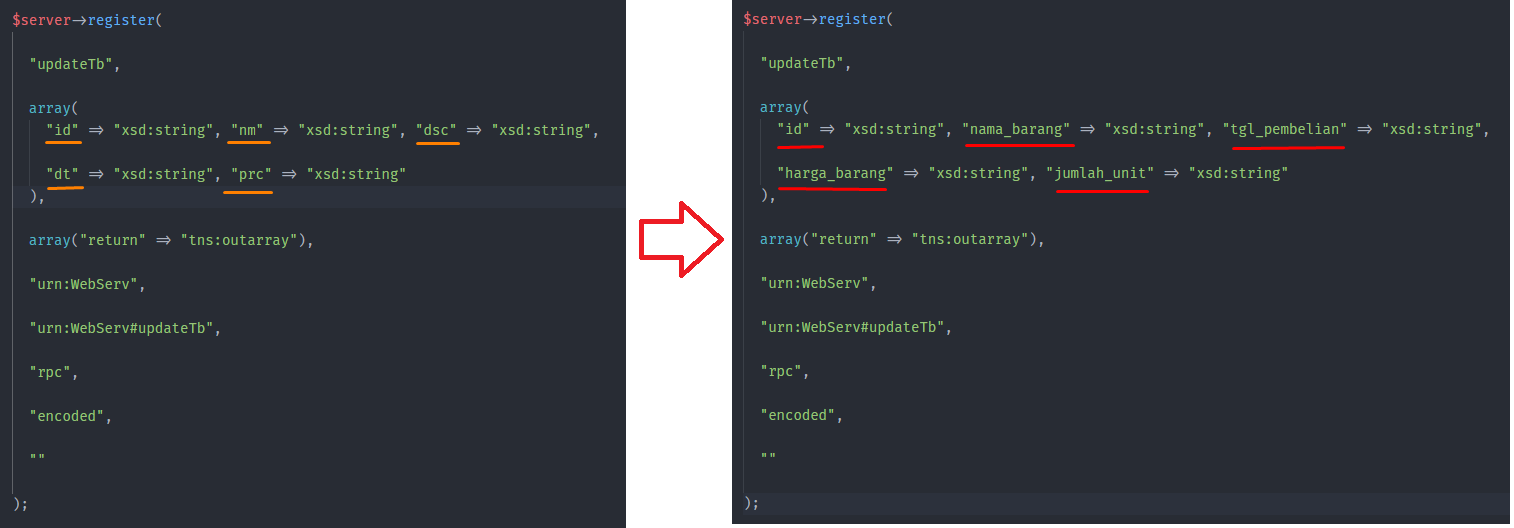 $server->register(
"updateTb",
array(
"id" => "xsd:string", "nm" => "xsd:string", "dsc" => "xsd:string",
"dt" => "xsd:string", "prc" => "xsd:string"
),
array("return" => "tns:outarray"),
"urn:WebServ",
"urn:WebServ#updateTb",
"rpc",
"encoded",
""
);
$server->register(
"updateTb",
array(
"id" => "xsd:string", "nama_barang" => "xsd:string", "tgl_pembelian" => "xsd:string",
"harga_barang" => "xsd:string", "jumlah_unit" => "xsd:string"
),
array("return" => "tns:outarray"),
"urn:WebServ",
"urn:WebServ#updateTb",
"rpc",
"encoded",
""
);